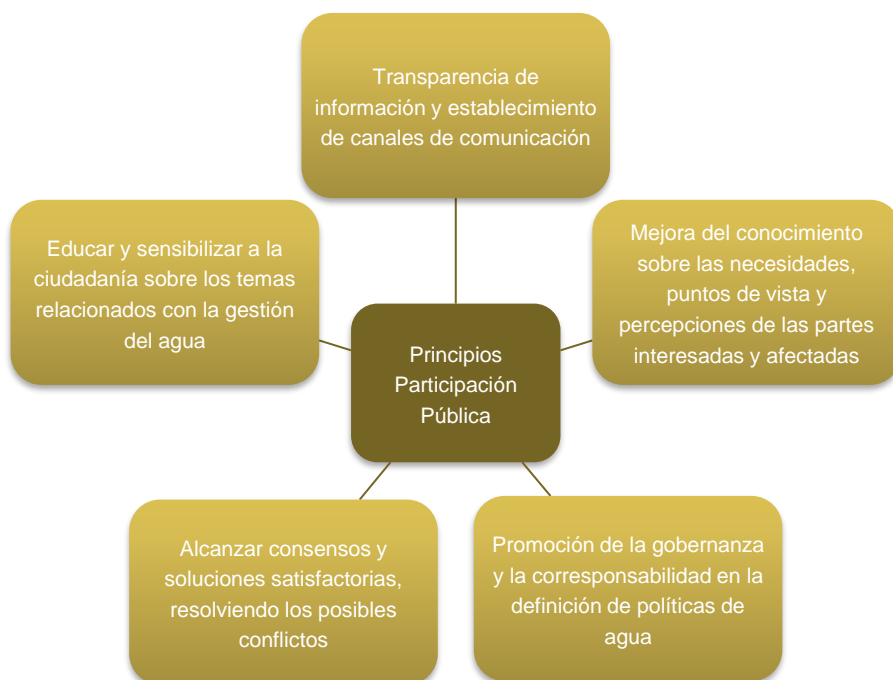 Transparencia de
información y establecimiento
de canales de comunicación
Educar y sensibilizar a la
ciudadanía sobre los temas
relacionados con la gestión
del agua
Mejora del conocimiento
sobre las necesidades,
puntos de vista y
percepciones de las partes
interesadas y afectadas
Principios
Participación
Pública
Alcanzar consensos y
soluciones satisfactorias,
resolviendo los posibles
conflictos
Promoción de la gobernanza
y la corresponsabilidad en la
definición de políticas de
agua